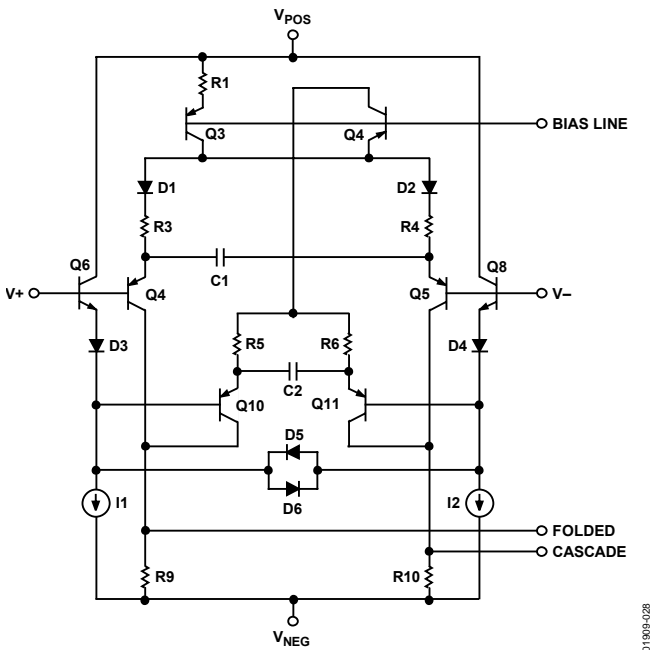 VPOS
R1
Q3
Q4
BIAS LINE
D1
D2
R3
R4
C1
Q6
Q8
V+
Q4
Q5
V–
D3
D4
R5
R6
C2
Q10
Q11
D5
D6
I1
I2
FOLDED
CASCADE
R9
R10
VNEG
01909-028